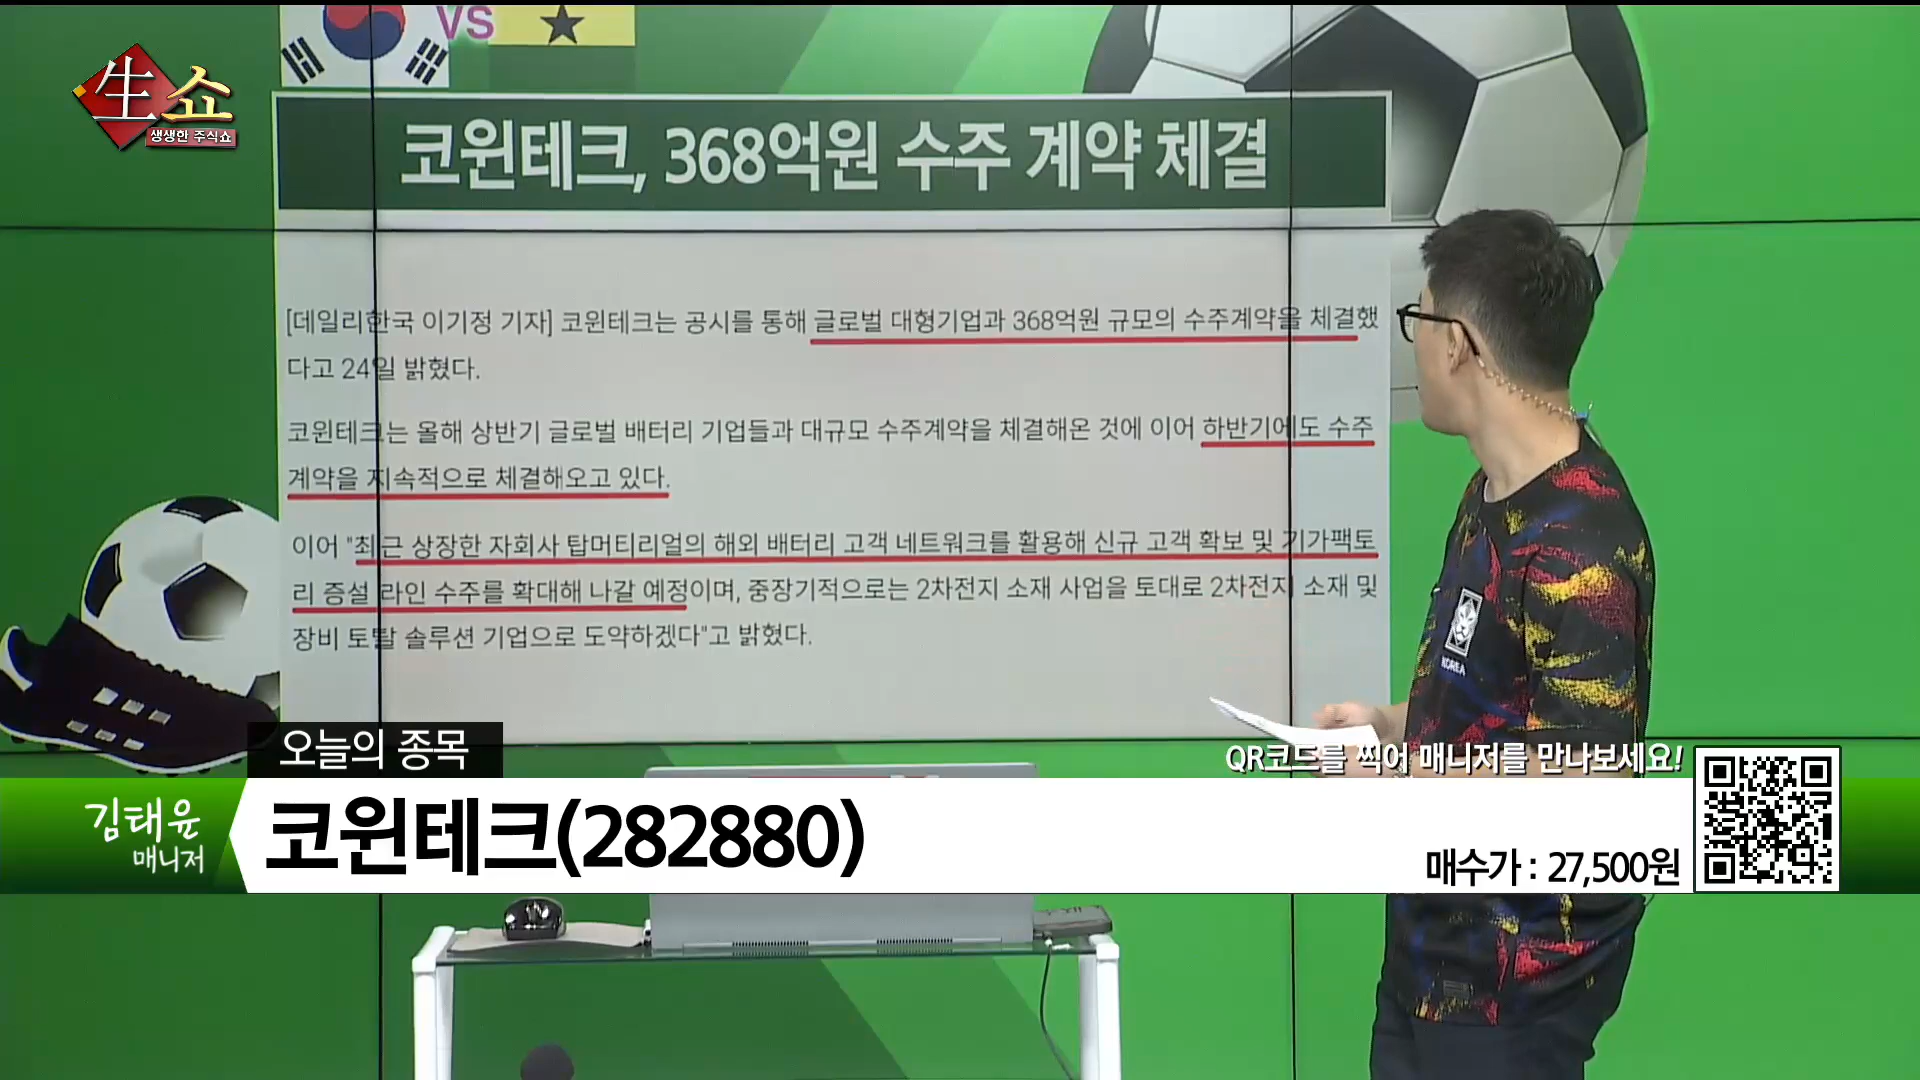 VS
生쇼
생생한 주식쇼
코윈테크, 368억원 수주 계약 체결
[데일리한국 이기정 기자] 코윈테크는 공시를 통해 글로벌 대형기업과 368억원 규모의 수주계약을 체결했
다고 24일 밝혔다.
코윈테크는 올해 상반기 글로벌 배터리 기업들과 대규모 수주계약을 체결해온 것에 이어 하반기에도 수주
계약을 지속적으로 체결해오고 있다.
이어 "최근 상장한 자회사 탑머티리얼의 해외 배터리 고객 네트워크를 활용해 신규 고객 확보 및 기가팩토
리 증설 라인 수주를 확대해 나갈 예정이며, 중장기적으로는 2차전지 소재 사업을 토대로 2차전지 소재 및
장비 토탈 솔루션 기업으로 도약하겠다"고 밝혔다.
KOREA
오늘의 종목
QR코드를 찍어 매니저를 만나보세요!
김태윤
매니저
코윈테크(282880)
매수가 : 27,500원